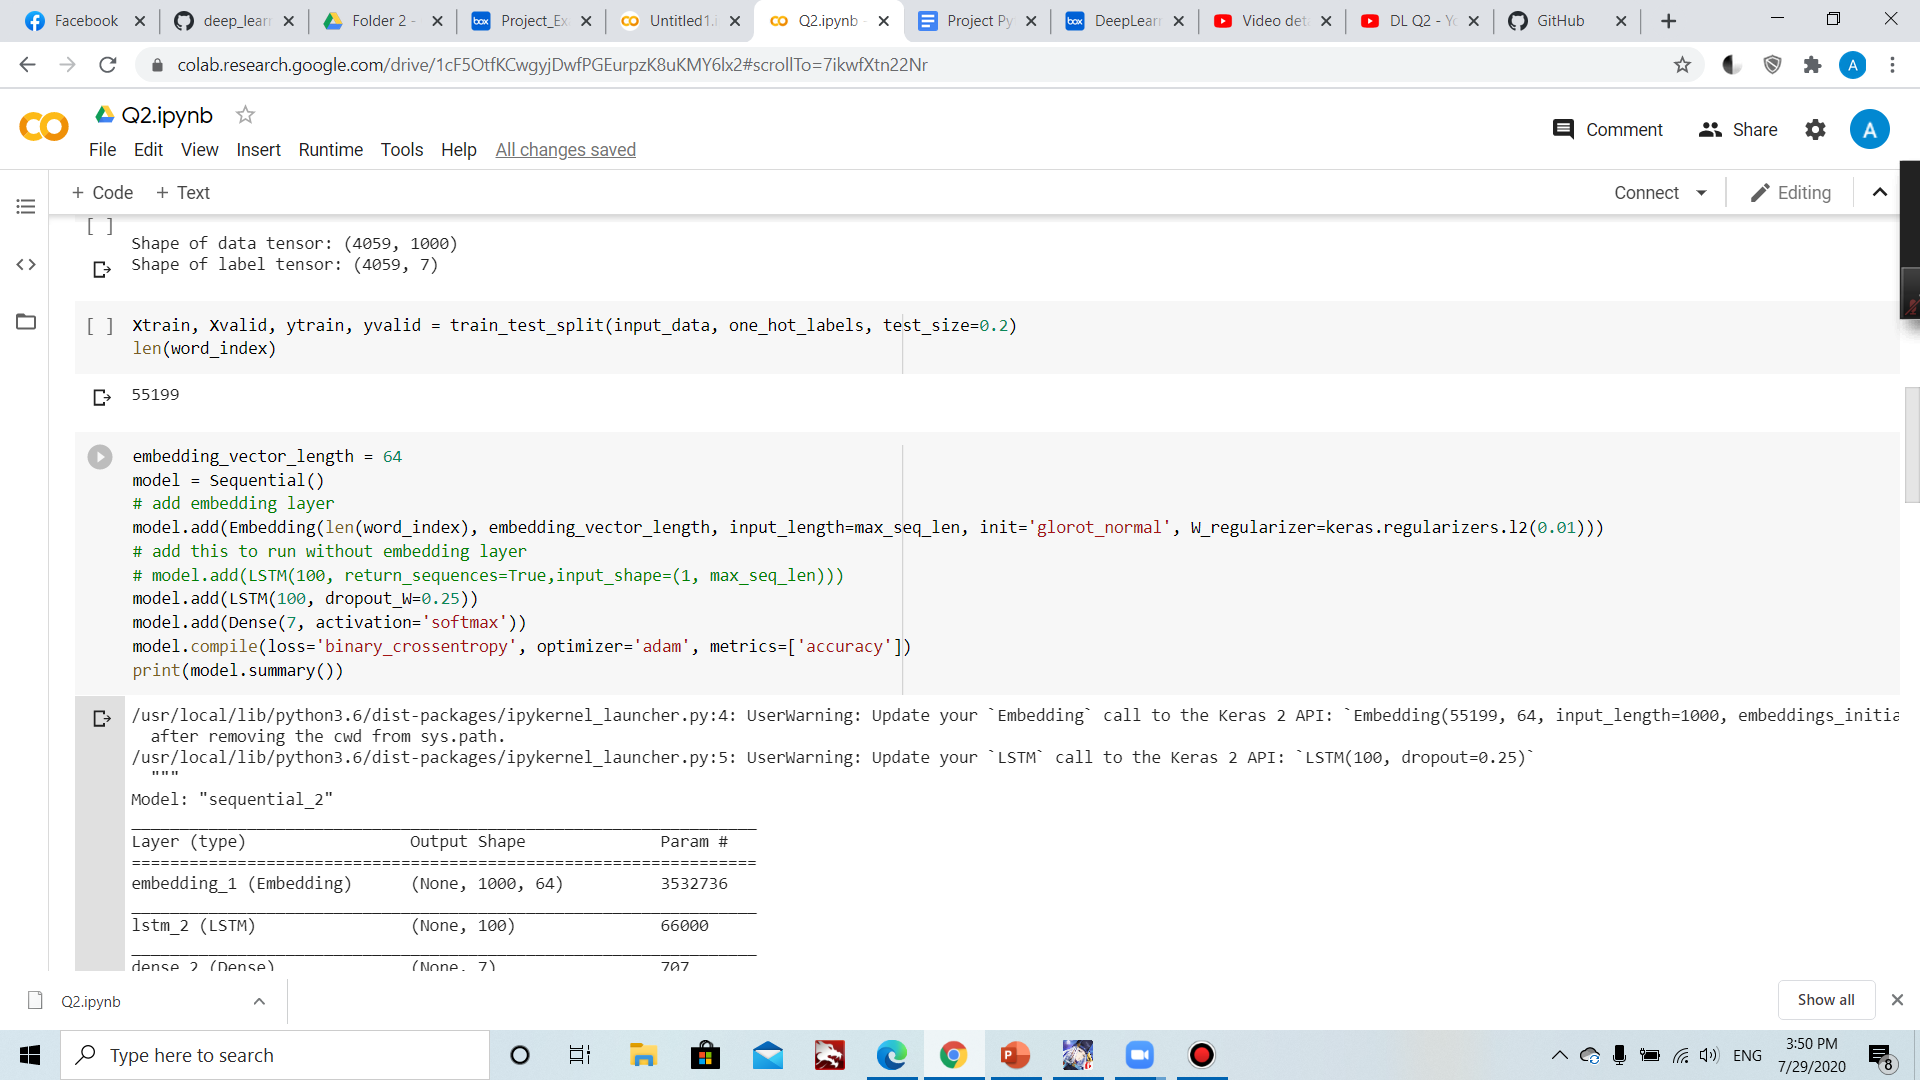 Facebook
deep_lear
Folder 2 -
Project_Ex
Untitled1.i
Q2.ipynb -
Project Py
DeepLearn
Video det
DL Q2 - Yo
GitHub
colab.research.google.com/drive/1cF5OtfKCwgyjDwfPGEurpzK8uKMY6lx2#scrollTo=7ikwfXtn22Nr
A
Q2.ipynb
Comment
Share
A
File Edit View Insert Runtime Tools Help All changes saved
+ Code + Text
Connect
Editing
[ ]
Shape of data tensor: (4059, 1000)
Shape of label tensor: (4059, 7)
[ ] Xtrain, Xvalid, ytrain, yvalid = train_test_split(input_data, one_hot_labels, test_size=0.2)
len(word_index)
55199
embedding_vector_length = 64
model = Sequential()
# add embedding layer
model.add(Embedding(len(word_index), embedding_vector_length, input_length=max_seq_len, init='glorot_normal', W_regularizer=keras.regularizers.l2(0.01)))
# add this to run without embedding layer
# model.add(LSTM(100, return_sequences=True,input_shape=(1, max_seq_len)))
model.add(LSTM(100, dropout_W=0.25))
model.add(Dense(7, activation='softmax'))
model.compile(loss='binary_crossentropy', optimizer='adam', metrics=['accuracy'])
print(model.summary())
/usr/local/lib/python3.6/dist-packages/ipykernel_launcher.py:4: UserWarning: Update your `Embedding` call to the Keras 2 API: `Embedding(55199, 64, input_length=1000, embeddings_initia
after removing the cwd from sys.path.
/usr/local/lib/python3.6/dist-packages/ipykernel_launcher.py:5: UserWarning: Update your `LSTM` call to the Keras 2 API: `LSTM(100, dropout=0.25)`
"""
Model: "sequential_2"
_________________________________________________________________
Layer (type) Output Shape Param #
=================================================================
embedding_1 (Embedding) (None, 1000, 64) 3532736
_________________________________________________________________
lstm_2 (LSTM) (None, 100) 66000
_________________________________________________________________
dense_2 (Dense) (None, 7) 707
Q2.ipynb
Show all
Type here to search
ENG
3:50 PM
7/29/2020
8